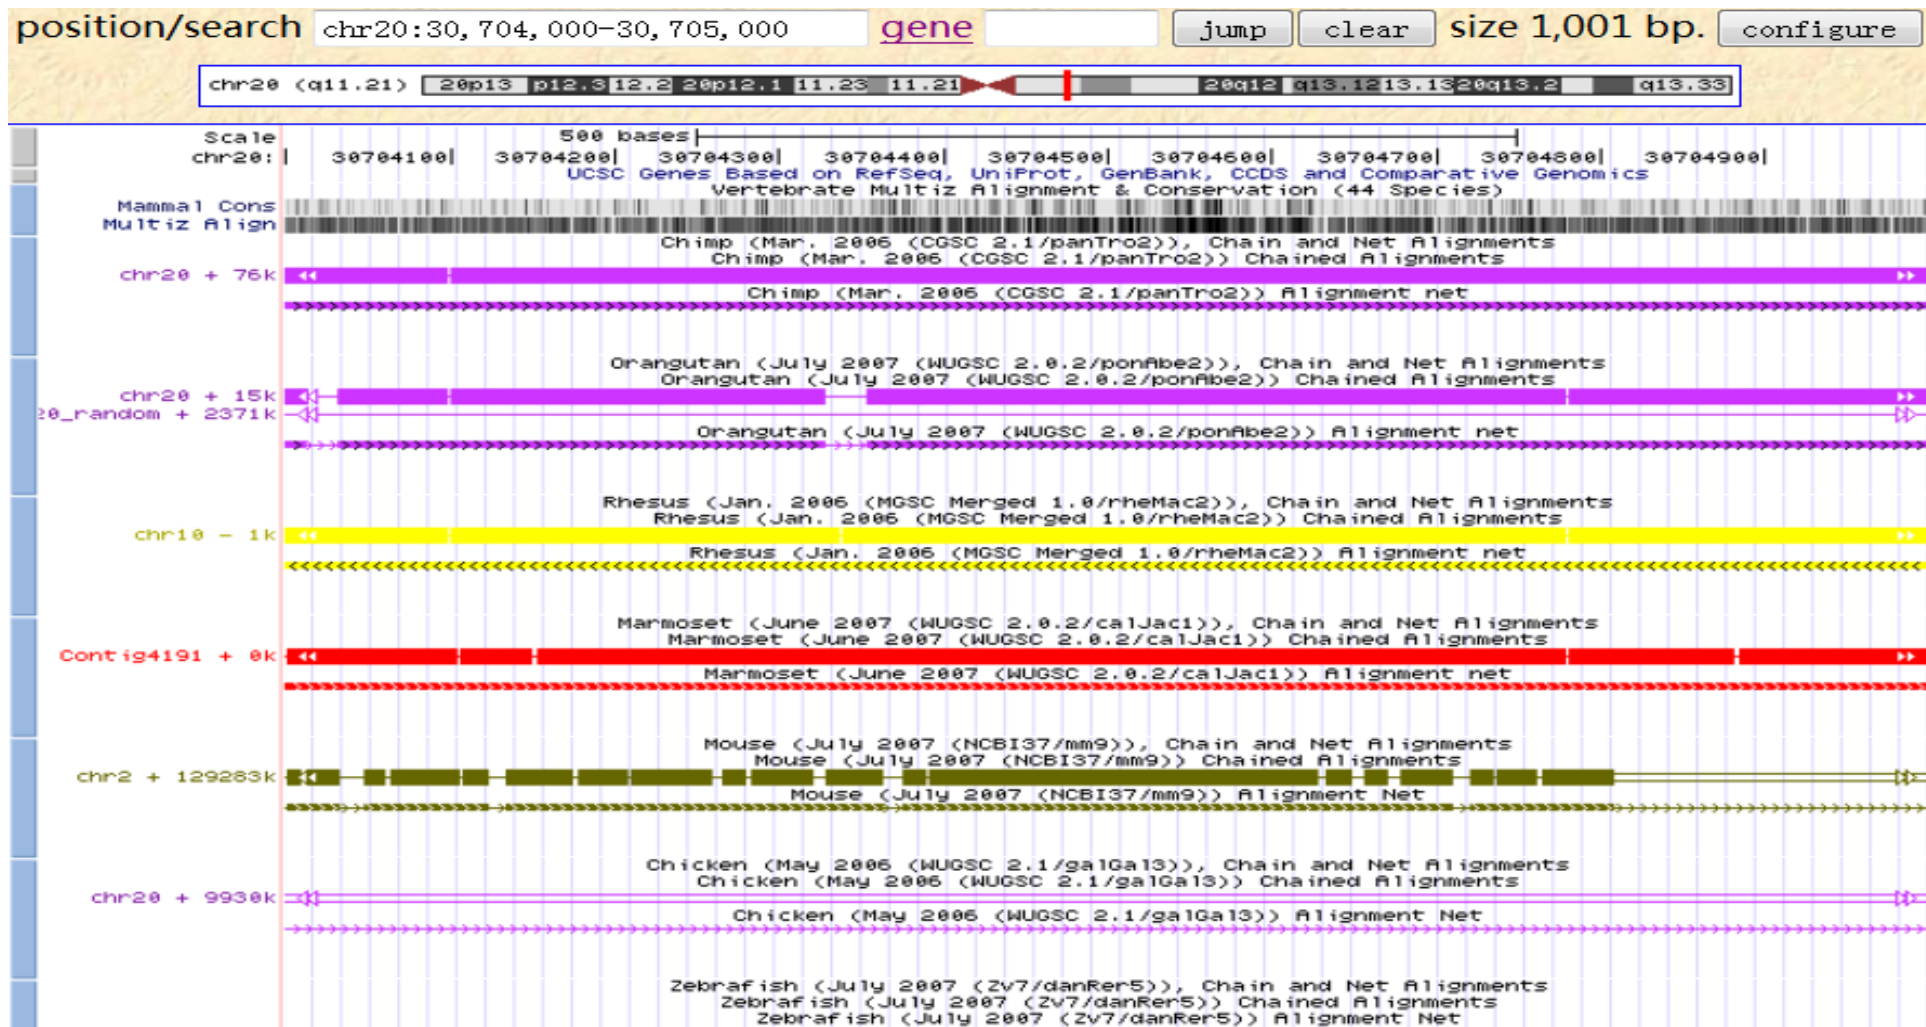 position/search chr20:30,704,000-30,705,000 gene jump clear size 1,001 bp. configure
chr20 (q11.21) 20p13 p12.3 12.2 20p12.1 11.23 11.21 20q12 q13.12 13.13 20q13.2 q13.33
Scale 500 bases
chr20: 30704100 30704200 30704300 30704400 30704500 30704600 30704700 30704800 30704900
UCSC Genes Based on RefSeq, UniProt, GenBank, CCDS and Comparative Genomics
Vertebrate Multiz Alignment & Conservation (44 Species)
Mammal Cons
Multiz Align
Chimp (Mar. 2006 (CGSC 2.1/panTro2)), Chain and Net Alignments
Chimp (Mar. 2006 (CGSC 2.1/panTro2)) Chained Alignments
chr20 + 76k
Chimp (Mar. 2006 (CGSC 2.1/panTro2)) Alignment net
Orangutan (July 2007 (WUGSC 2.0.2/ponAbe2)), Chain and Net Alignments
Orangutan (July 2007 (WUGSC 2.0.2/ponAbe2)) Chained Alignments
chr20 + 15k
20_random + 2371k
Orangutan (July 2007 (WUGSC 2.0.2/ponAbe2)) Alignment net
Rhesus (Jan. 2006 (MGSC Merged 1.0/rheMac2)), Chain and Net Alignments
Rhesus (Jan. 2006 (MGSC Merged 1.0/rheMac2)) Chained Alignments
chr10 - 1k
Rhesus (Jan. 2006 (MGSC Merged 1.0/rheMac2)) Alignment net
Marmoset (June 2007 (WUGSC 2.0.2/calJac1)), Chain and Net Alignments
Marmoset (June 2007 (WUGSC 2.0.2/calJac1)) Chained Alignments
Contig4191 + 0k
Marmoset (June 2007 (WUGSC 2.0.2/calJac1)) Alignment net
Mouse (July 2007 (NCBI37/mm9)), Chain and Net Alignments
Mouse (July 2007 (NCBI37/mm9)) Chained Alignments
chr2 + 129283k
Mouse (July 2007 (NCBI37/mm9)) Alignment Net
Chicken (May 2006 (WUGSC 2.1/galGal3)), Chain and Net Alignments
Chicken (May 2006 (WUGSC 2.1/galGal3)) Chained Alignments
chr20 + 9930k
Chicken (May 2006 (WUGSC 2.1/galGal3)) Alignment Net
Zebrafish (July 2007 (Zv7/danRer5)), Chain and Net Alignments
Zebrafish (July 2007 (Zv7/danRer5)) Chained Alignments
Zebrafish (July 2007 (Zv7/danRer5)) Alignment Net